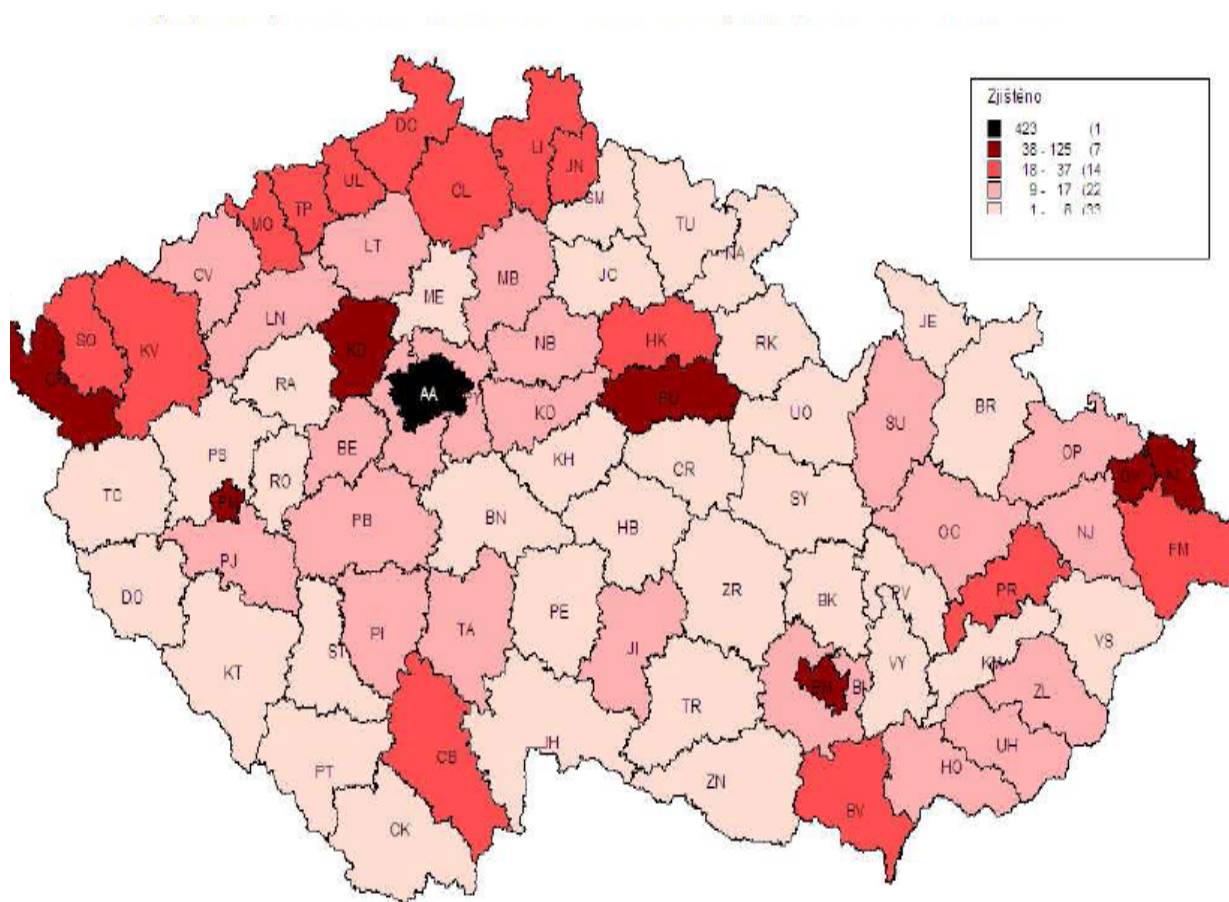 Zjištěno
423 (1
38 - 125 (7
18 - 37 (14
9 - 17 (22
1 - 8 (33
DC
LI
JN
UL
CL
TP
SM
MO
TU
LT
NA
CV
MB
JC
ME
LN
JE
SO
KV
KD
NB
HK
RK
RA
AA
BR
KO
UO
SU
BE
PS
KH
OP
RO
CR
TC
SY
PB
BN
HB
OC
NJ
FM
PJ
ZR
PR
DO
PE
BK
PV
PI
TA
JI
VS
KT
ST
VY
ZL
TR
JH
UH
CB
PT
HO
ZN
BV
CK